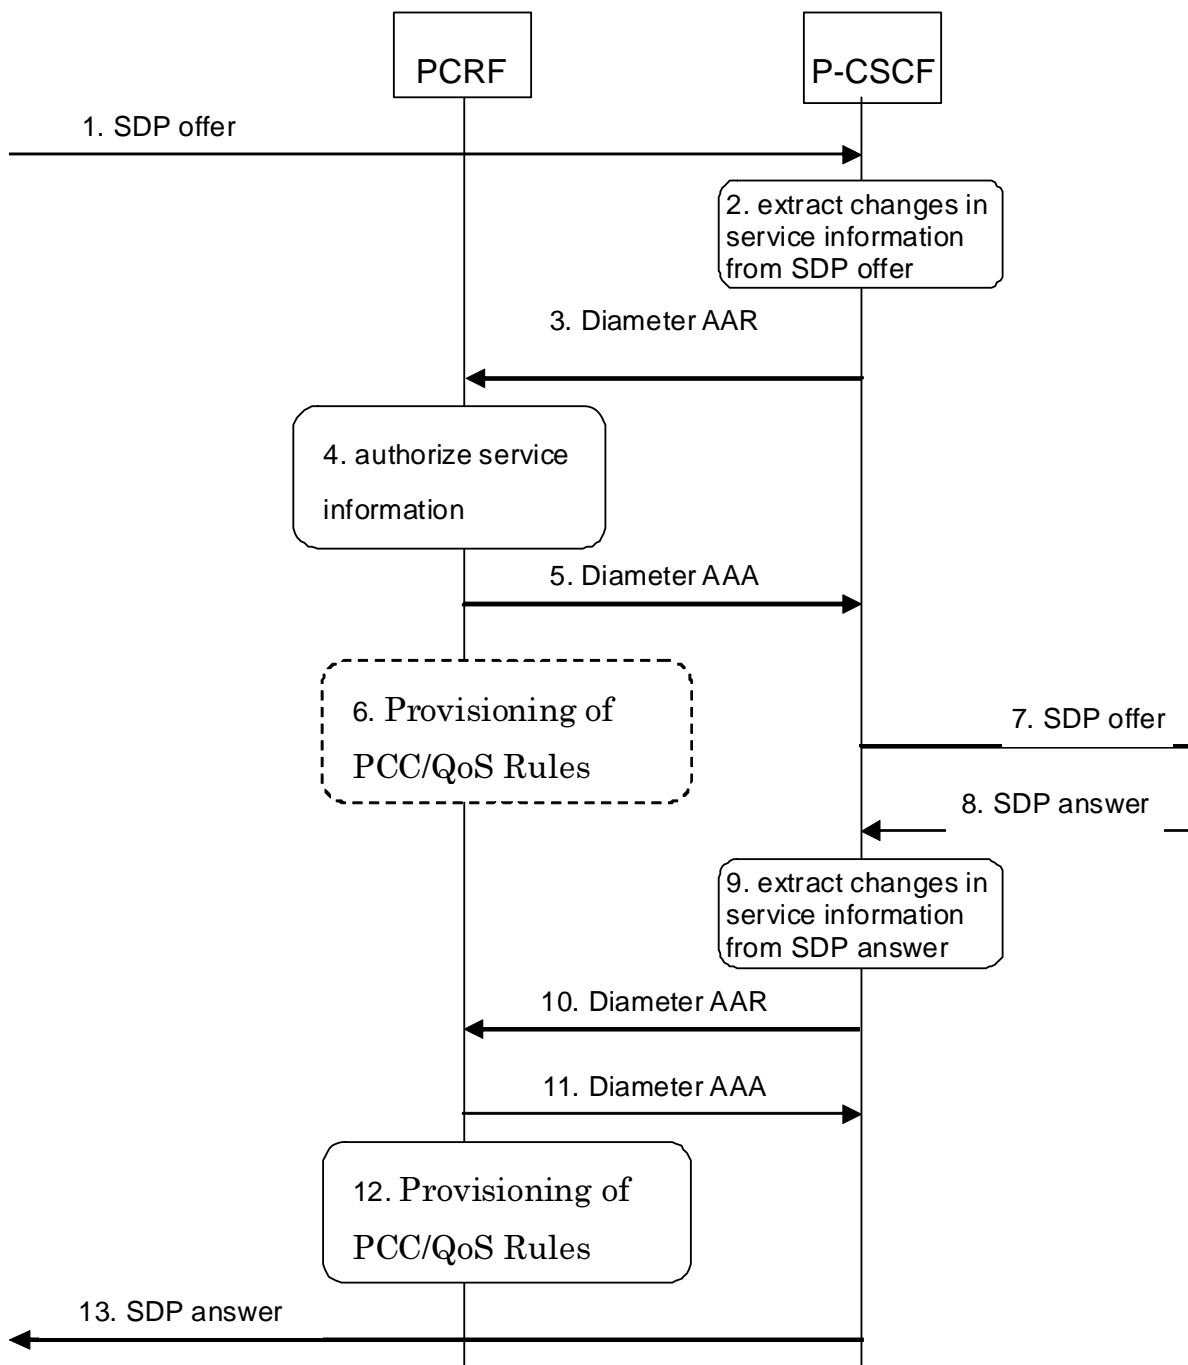 PCRF
P-CSCF
1. SDP offer
2. extract changes in
service information
from SDP offer
3. Diameter AAR
4. authorize service
information
5. Diameter AAA
6. Provisioning of
PCC/QoS Rules
7. SDP offer
8. SDP answer
9. extract changes in
service information
from SDP answer
10. Diameter AAR
11. Diameter AAA
12. Provisioning of
PCC/QoS Rules
13. SDP answer